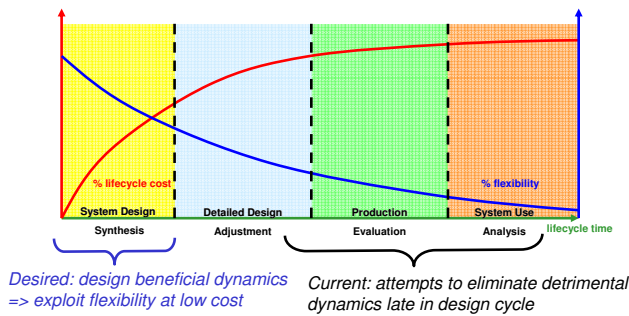 % lifecycle cost
% flexibility
System Design
Detailed Design
Production
System Use
lifecycle time
Synthesis
Adjustment
Evaluation
Analysis
Desired: design beneficial dynamics
=> exploit flexibility at low cost
Current: attempts to eliminate detrimental
dynamics late in design cycle